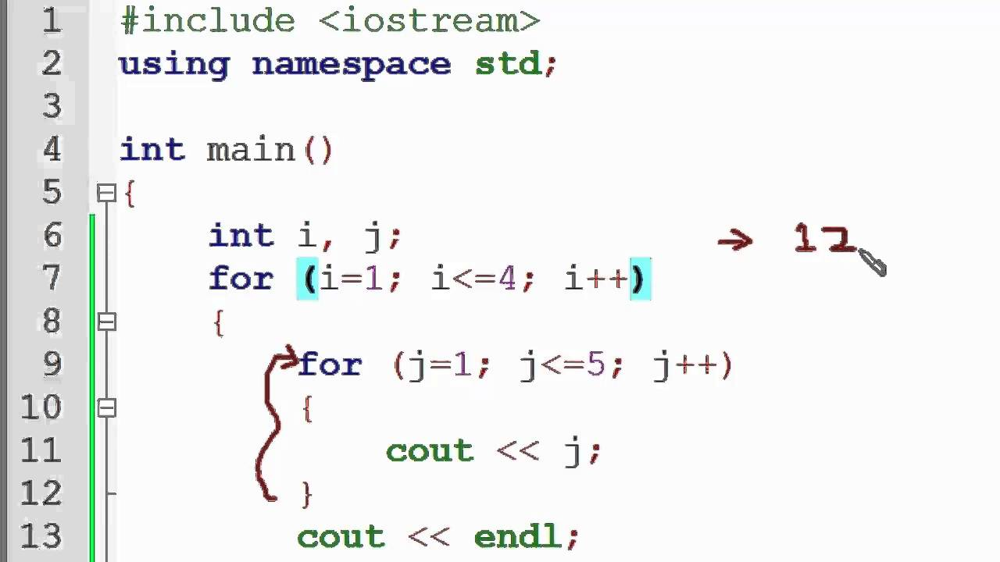 1 #include <iostream>
2 using namespace std;
3
4 int main()
5 {
6 int i, j; → 12
7 for (i=1; i<=4; i++)
8 {
9 for (j=1; j<=5; j++)
10 {
11 cout << j;
12 }
13 cout << endl;